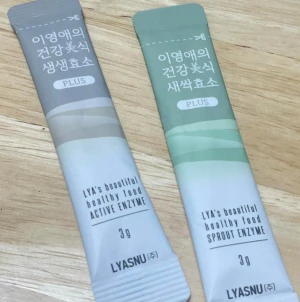 이영애의
건강美식
생생효소
PLUS
LYA's beautiful
healthy food
ACTIVE ENZYME
3g
LYASNU(주)
이영애의
건강美식
새싹효소
PLUS
LYA's beautiful
healthy food
SPROUT ENZYME
3g
LYASNU(주)